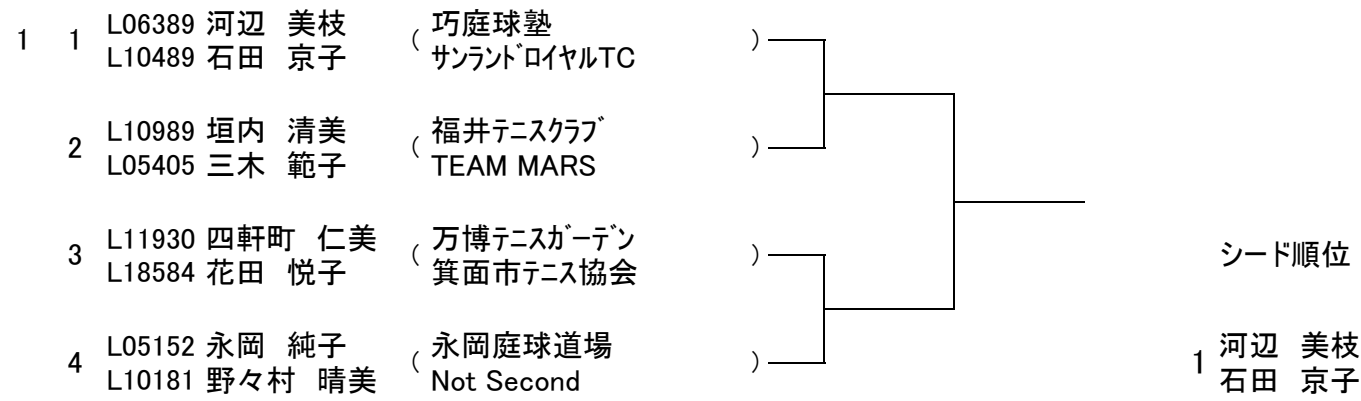 1 1 L06389 河辺　美枝 ( 巧庭球塾 )
L10489 石田　京子 サンランドロイヤルTC
2 L10989 垣内　清美 ( 福井テニスクラブ )
L05405 三木　範子 TEAM MARS
3 L11930 四軒町　仁美 ( 万博テニスガーデン )
L18584 花田　悦子 箕面市テニス協会
シード順位
4 L05152 永岡　純子 ( 永岡庭球道場 )
L10181 野々村　晴美 Not Second
1 河辺　美枝
石田　京子